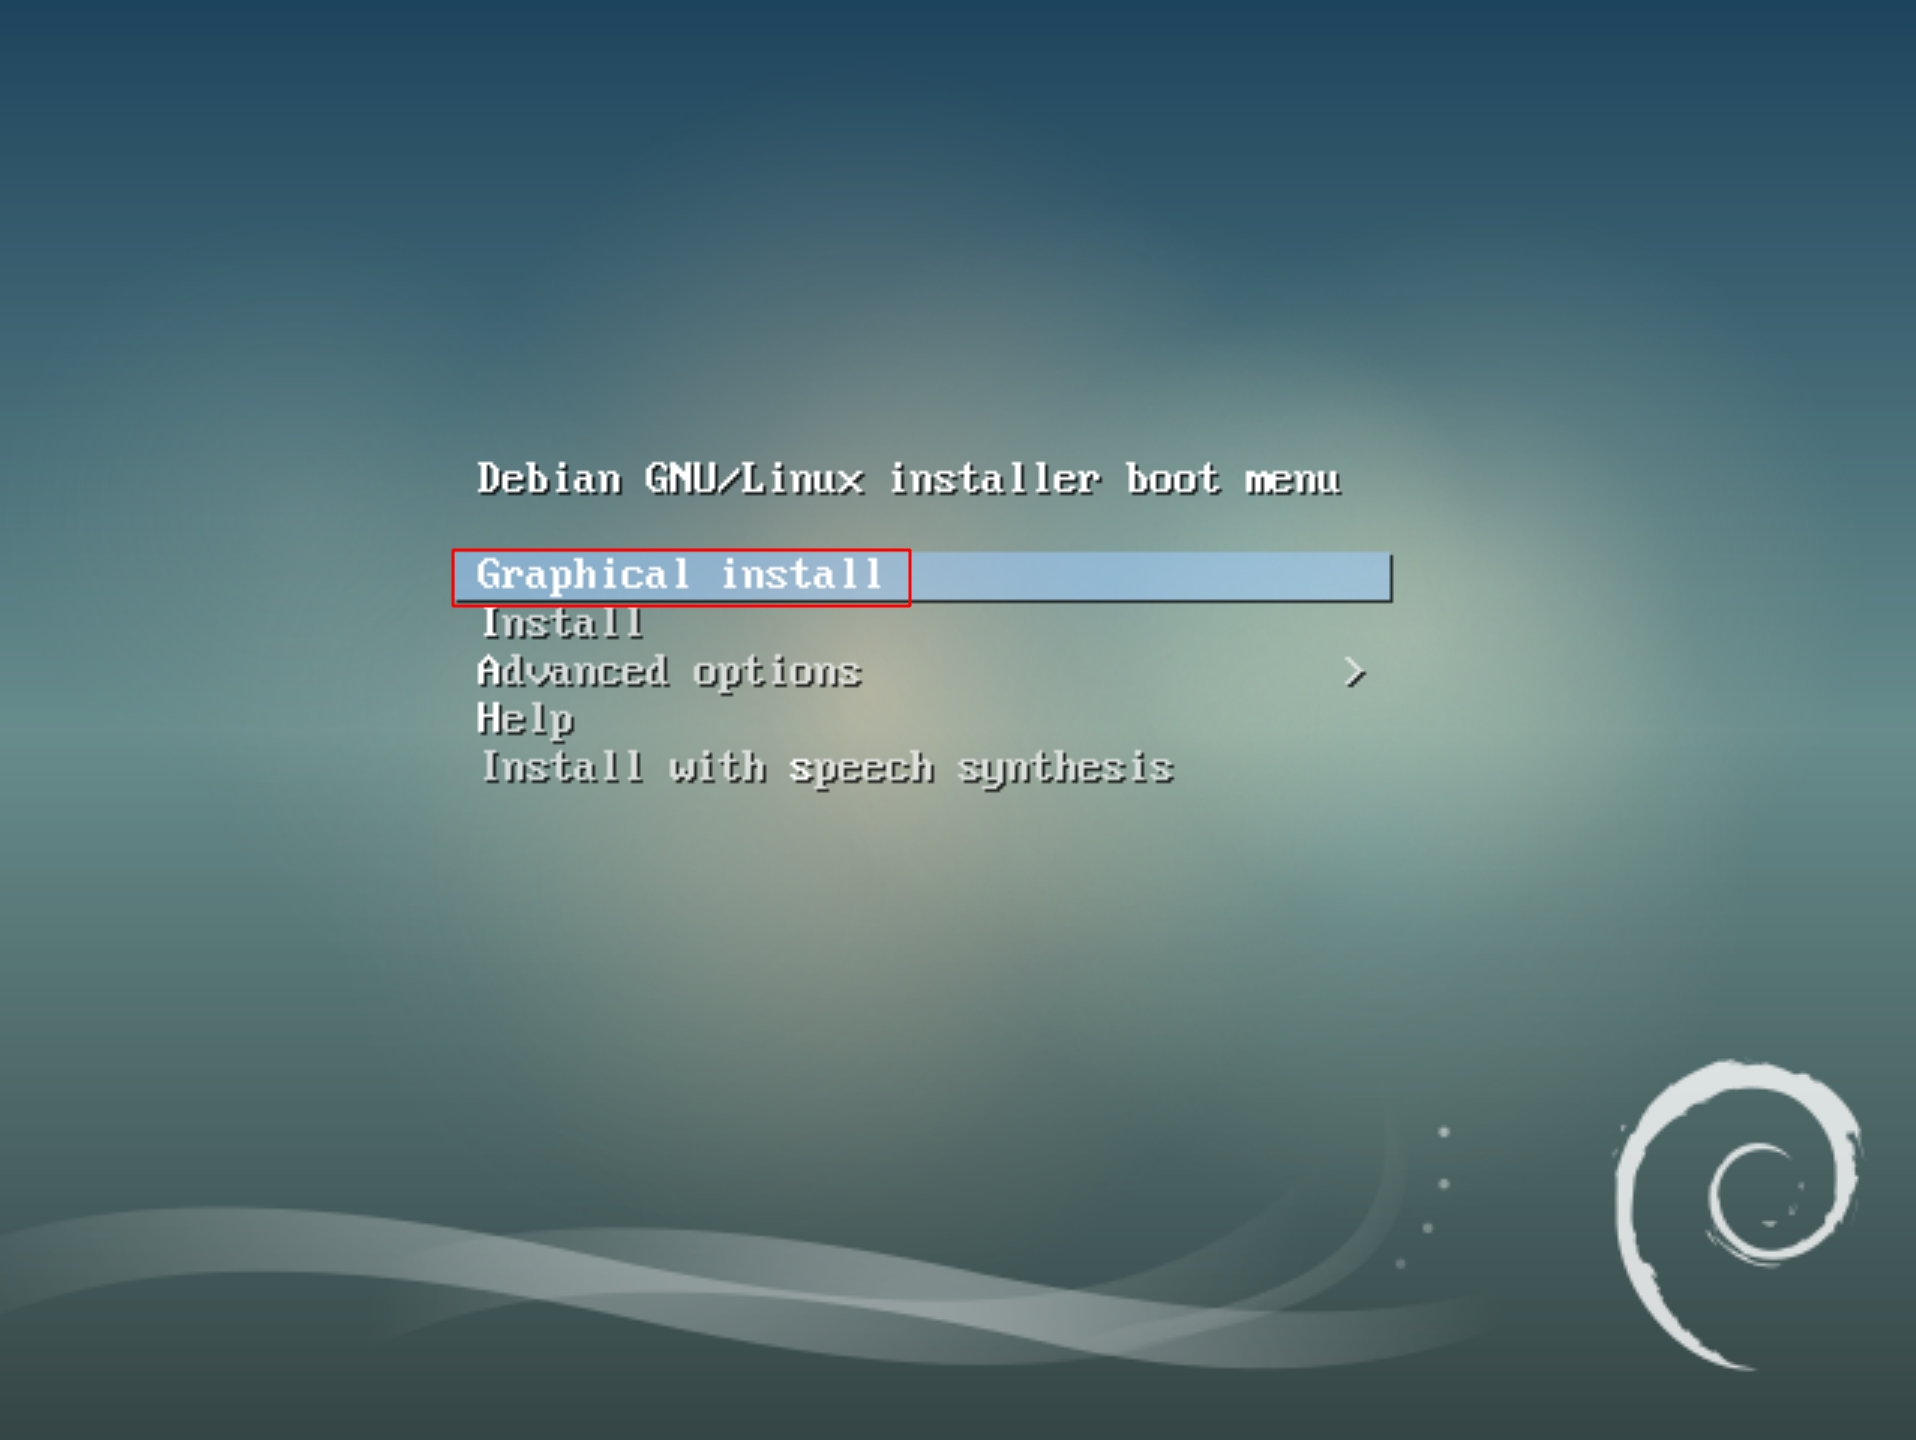 Debian GNU/Linux installer boot menu
Graphical install
Install
Advanced options >
Help
Install with speech synthesis